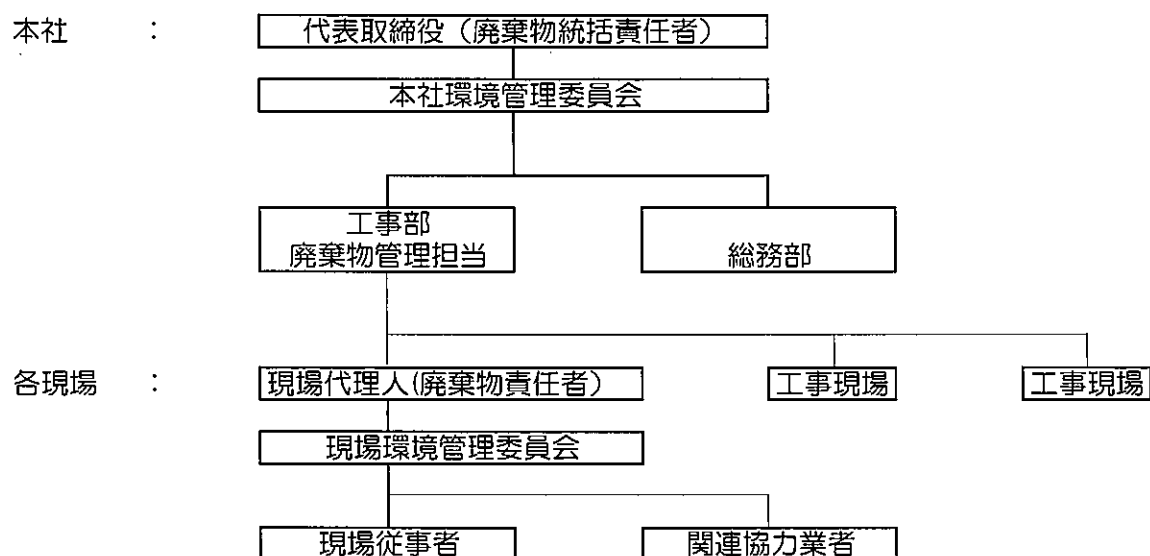 本社 : 代表取締役（廃棄物統括責任者）
本社環境管理委員会
工事部
廃棄物管理担当
総務部
各現場 : 現場代理人(廃棄物責任者）
工事現場
工事現場
現場環境管理委員会
現場従事者
関連協力業者